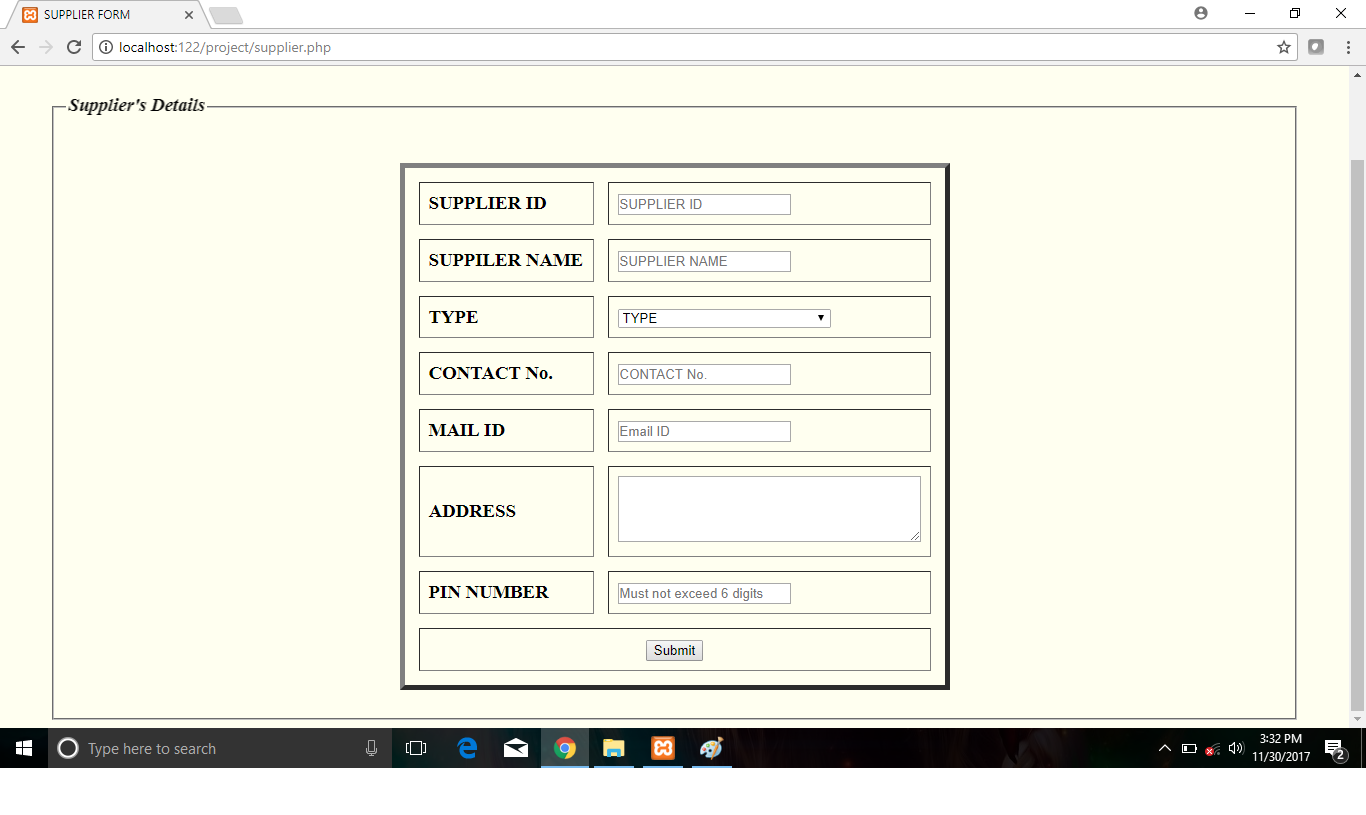 SUPPLIER FORM
localhost:122/project/supplier.php
Supplier's Details
SUPPLIER ID SUPPLIER ID
SUPPILER NAME SUPPLIER NAME
TYPE TYPE
CONTACT No. CONTACT No.
MAIL ID Email ID
ADDRESS
PIN NUMBER Must not exceed 6 digits
Submit
Type here to search
3:32 PM
11/30/2017
2